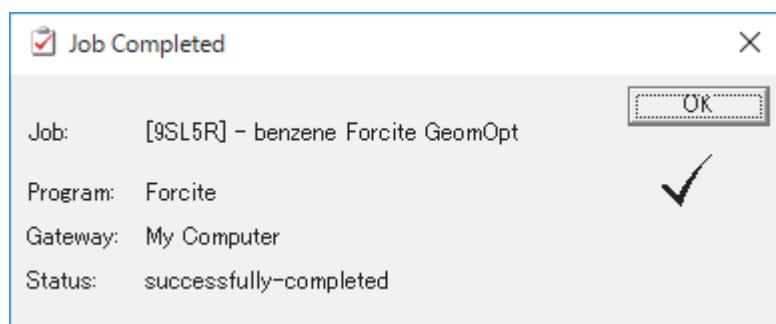 Job Completed
OK
Job: [9SL5R] - benzene Forcite GeomOpt
Program: Forcite
Gateway: My Computer
Status: successfully-completed